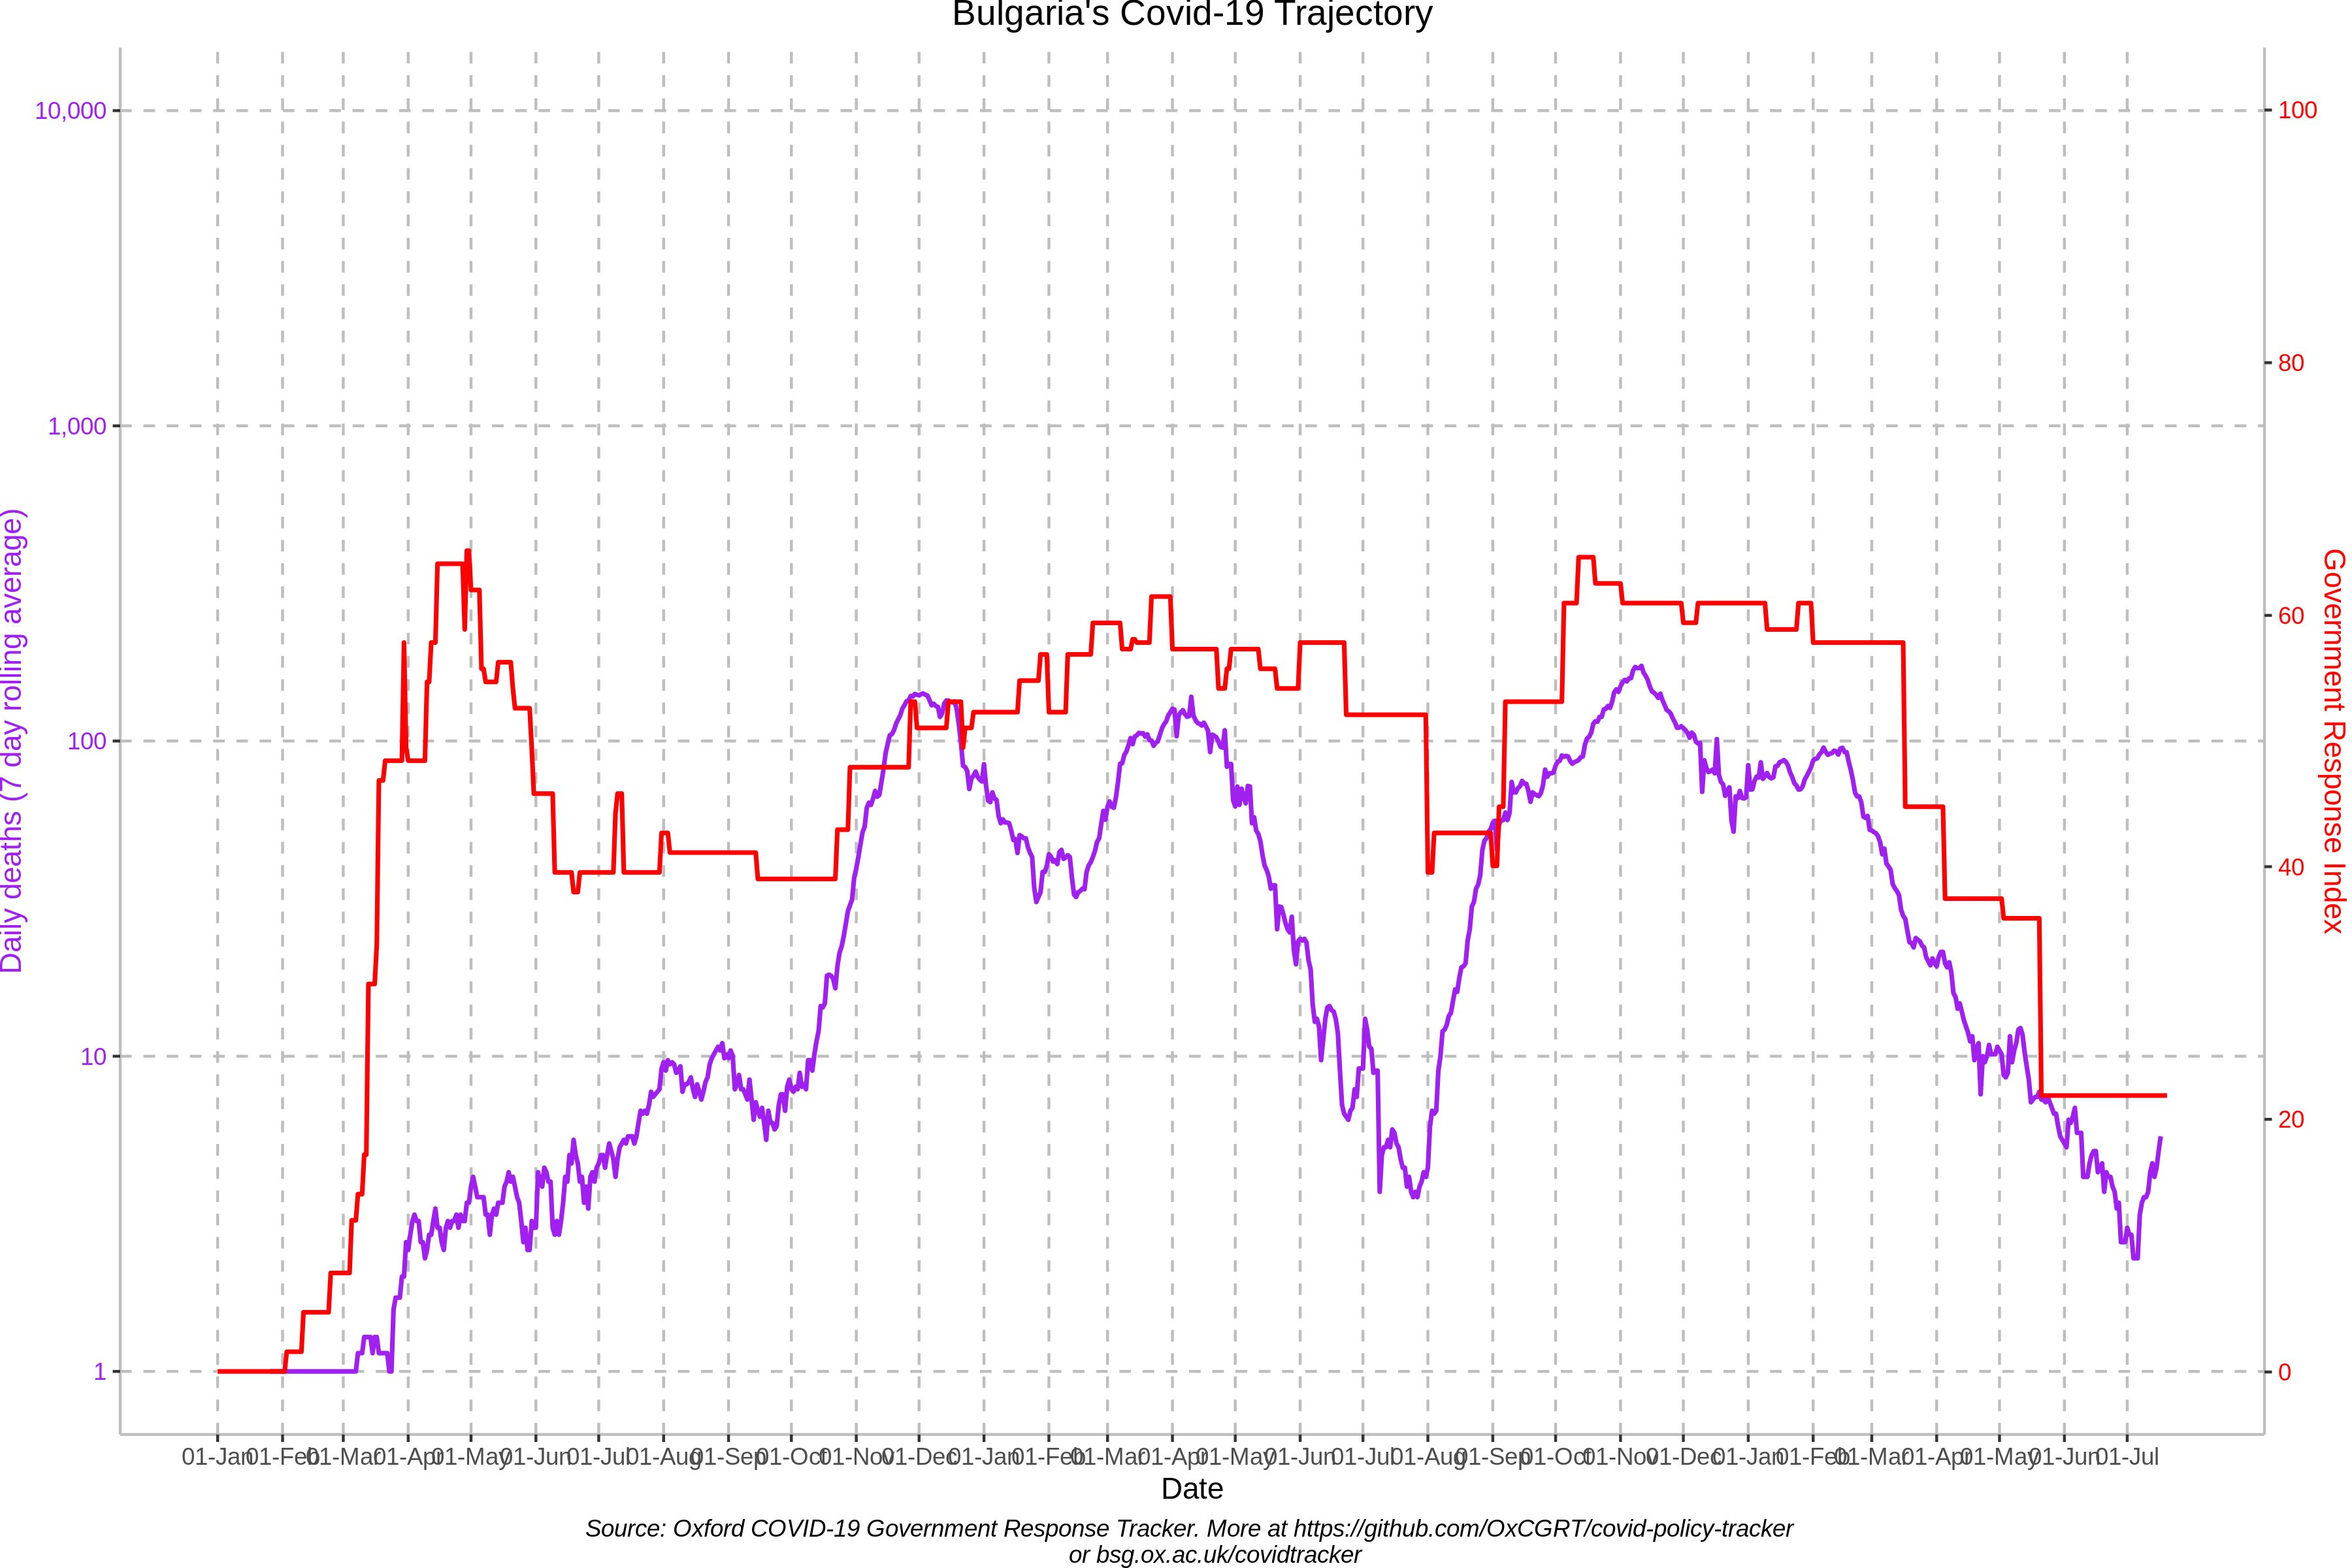 Bulgaria's Covid-19 Trajectory
10,000
1,000
100
10
1
Daily deaths (7 day rolling average)
100
80
60
40
20
0
Government Response Index
01-Jan 01-Feb 01-Mar 01-Apr 01-May 01-Jun 01-Jul 01-Aug 01-Sep 01-Oct 01-Nov 01-Dec 01-Jan 01-Feb 01-Mar 01-Apr 01-May 01-Jun 01-Jul 01-Aug 01-Sep 01-Oct 01-Nov 01-Dec 01-Jan 01-Feb 01-Mar 01-Apr 01-May 01-Jun 01-Jul
Date
Source: Oxford COVID-19 Government Response Tracker. More at https://github.com/OxCGRT/covid-policy-tracker
or bsg.ox.ac.uk/covidtracker